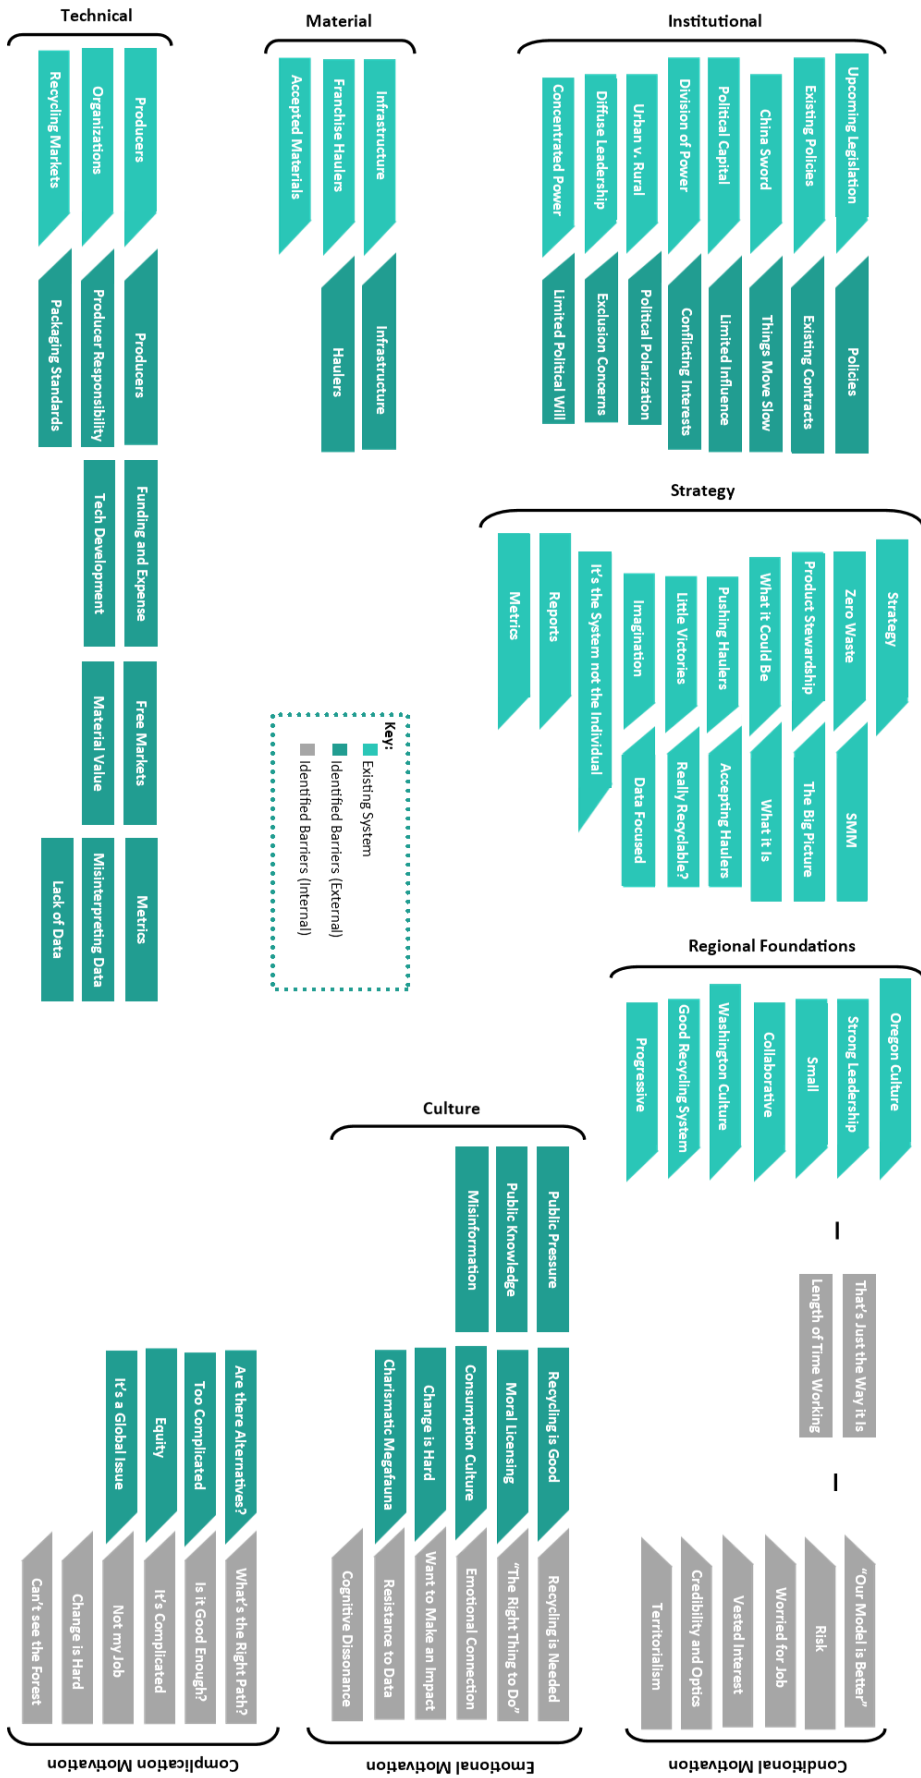 Technical
Producers
Organizations
Recycling Markets
Producers
Producer Responsibility
Packaging Standards
Funding and Expense
Tech Development
Free Markets
Material Value
Metrics
Misinterpreting Data
Lack of Data
Material
Infrastructure
Franchise Haulers
Accepted Materials
Infrastructure
Haulers
Institutional
Upcoming Legislation
Existing Policies
China Sword
Political Capital
Division of Power
Urban v. Rural
Diffuse Leadership
Concentrated Power
Policies
Existing Contracts
Things Move Slow
Limited Influence
Conflicting Interests
Political Polarization
Exclusion Concerns
Limited Political Will
Strategy
Strategy
Zero Waste
Product Stewardship
What it Could Be
Pushing Haulers
Little Victories
Imagination
It's the System not the Individual
Reports
Metrics
SMM
The Big Picture
What it Is
Accepting Haulers
Really Recyclable?
Data Focused
Key:
Existing System
Identified Barriers (External)
Identified Barriers (Internal)
Regional Foundations
Oregon Culture
Strong Leadership
Small
Collaborative
Washington Culture
Good Recycling System
Progressive
That's Just the Way it Is
Length of Time Working
"Our Model is Better"
Risk
Worried for Job
Vested Interest
Credibility and Optics
Territorialism
Conditional Motivation
Culture
Public Pressure
Public Knowledge
Misinformation
Recycling is Good
Moral Licensing
Consumption Culture
Change is Hard
Charismatic Megafauna
Recycling is Needed
"The Right Thing to Do"
Emotional Connection
Want to Make an Impact
Resistance to Data
Cognitive Dissonance
Emotional Motivation
Are there Alternatives?
Too Complicated
Equity
It's a Global Issue
What's the Right Path?
Is it Good Enough?
It's Complicated
Not my Job
Change is Hard
Can't see the Forest
Complication Motivation